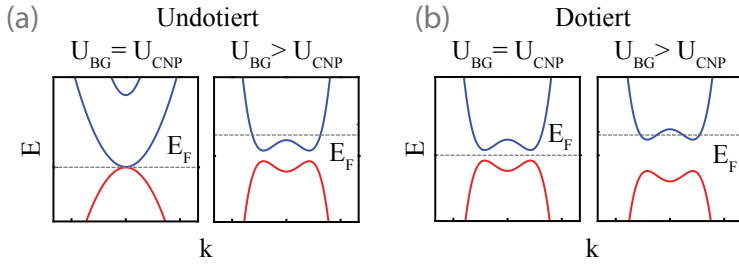 (a) Undotiert
U_BG = U_CNP U_BG > U_CNP
E
E_F
E_F
k
(b) Dotiert
U_BG = U_CNP U_BG > U_CNP
E
E_F
E_F
k